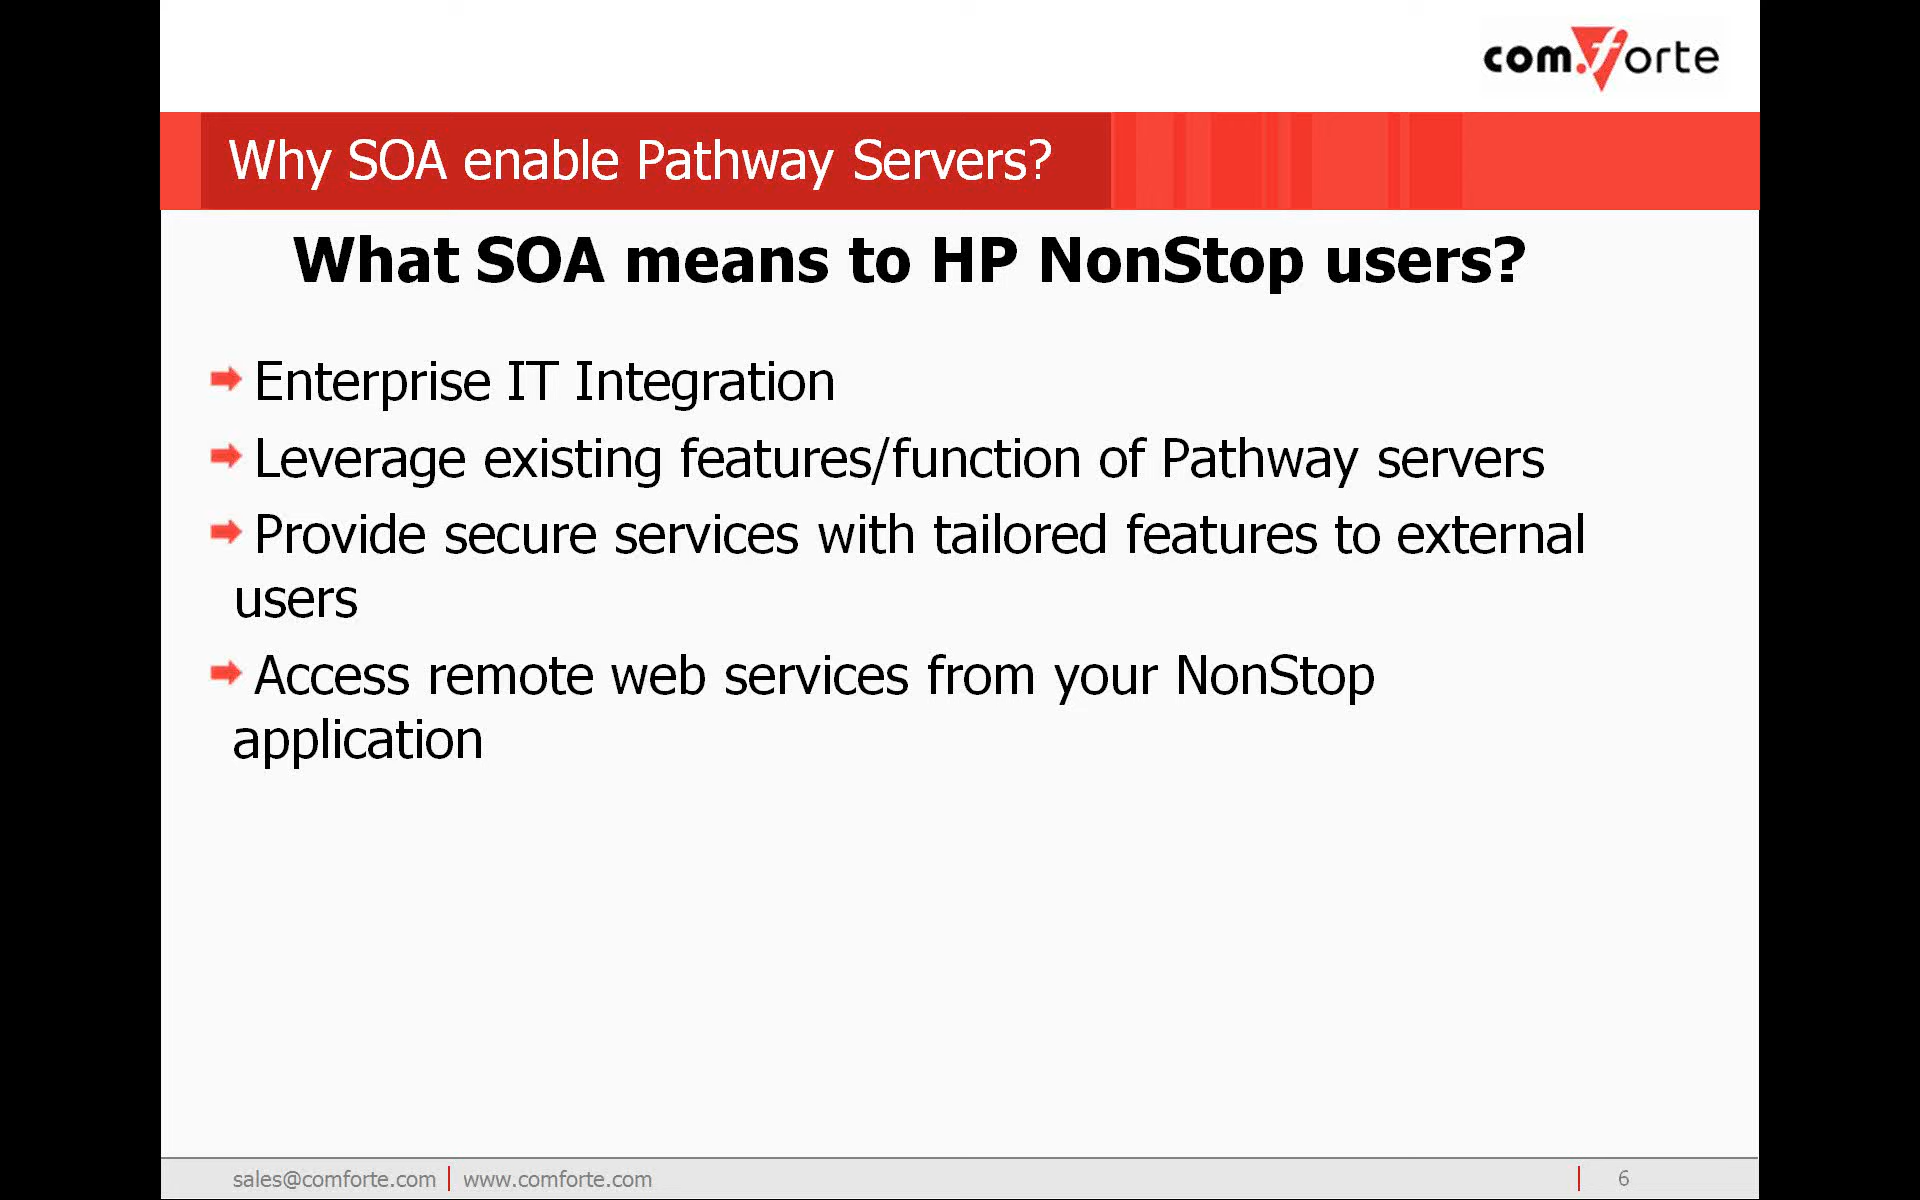 com.forte
Why SOA enable Pathway Servers?
What SOA means to HP NonStop users?
Enterprise IT Integration
Leverage existing features/function of Pathway servers
Provide secure services with tailored features to external
users
Access remote web services from your NonStop
application
sales@comforte.com | www.comforte.com
6